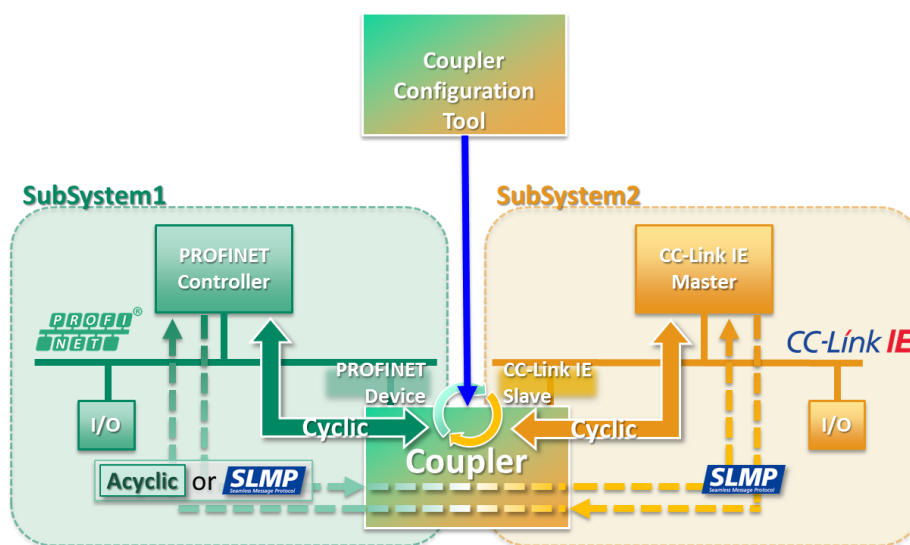 Coupler
Configuration
Tool
SubSystem1
SubSystem2
PROFINET
Controller
CC-Link IE
Master
PROFI
NET®
CC-Línk IE
PROFINET
Device
CC-Link IE
Slave
I/O
Cyclic
Cyclic
I/O
Coupler
Acyclic or SLMP
Seamless Message Protocol
SLMP
Seamless Message Protocol